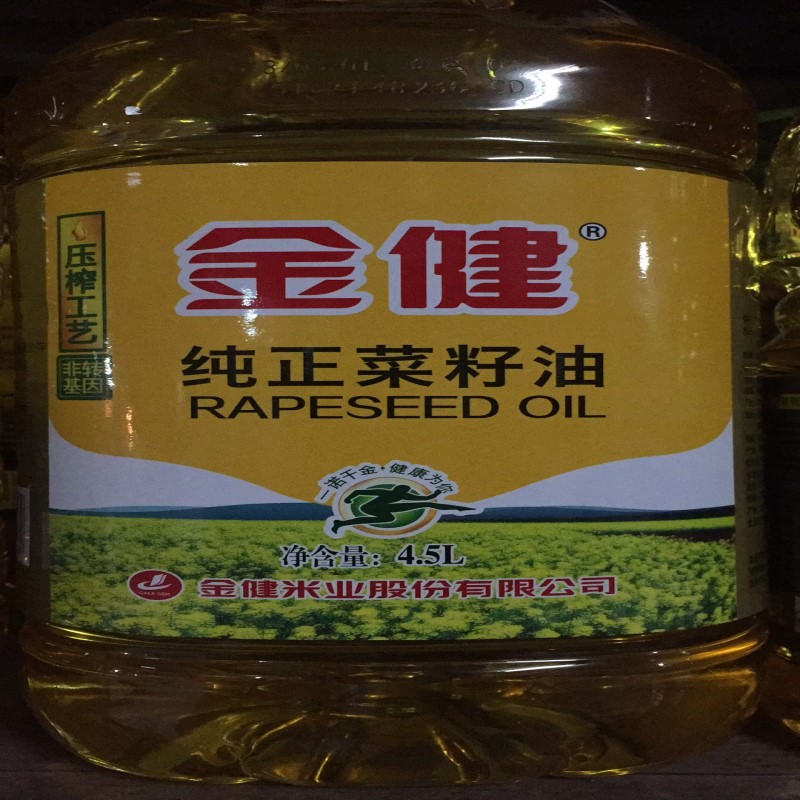 压榨工艺
非转
基因
金健®
纯正菜籽油
RAPESEED OIL
一诺千金·健康为你
净含量：4.5L
金健米业股份有限公司